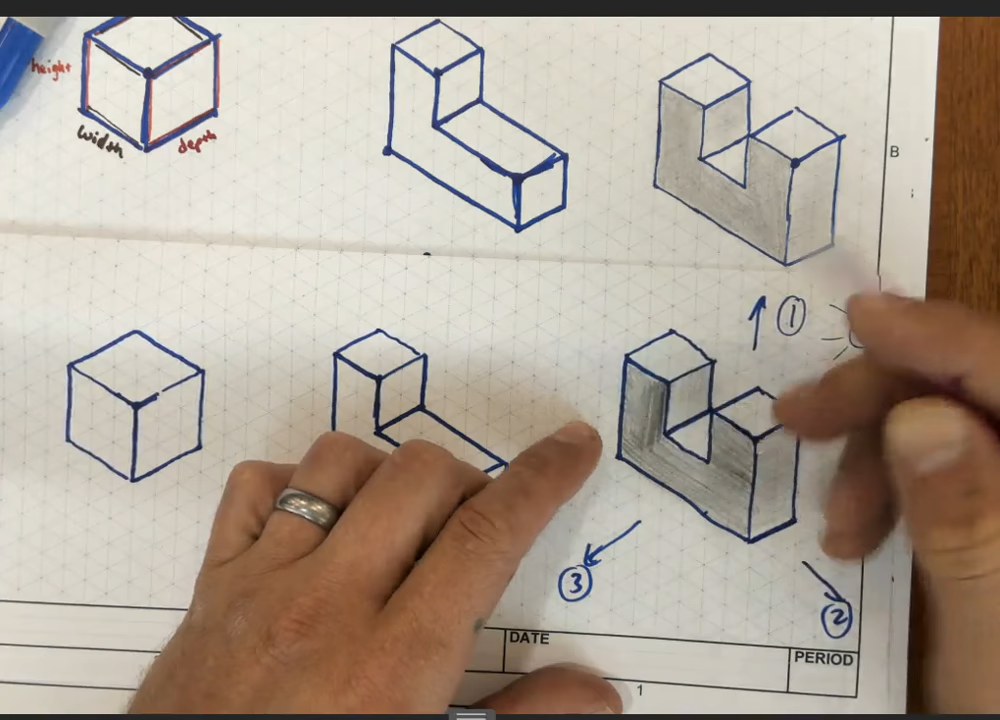 height
width
depth
B
1
3
2
DATE
PERIOD
1